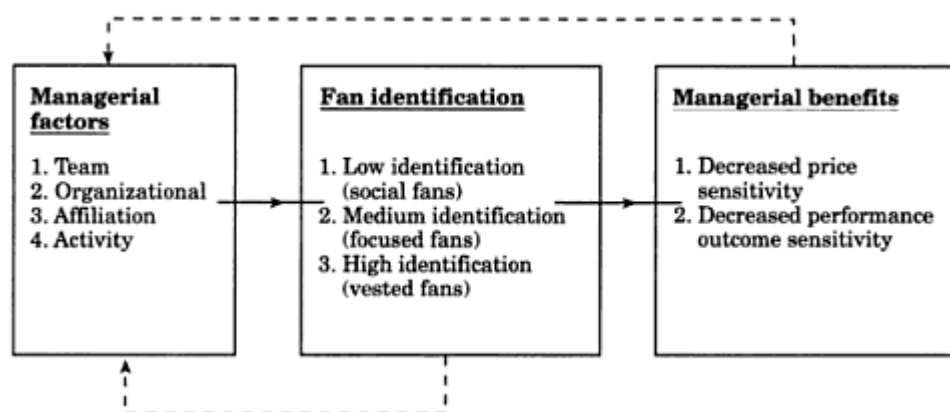 Managerial
factors
1. Team
2. Organizational
3. Affiliation
4. Activity
Fan identification
1. Low identification
(social fans)
2. Medium identification
(focused fans)
3. High identification
(vested fans)
Managerial benefits
1. Decreased price
sensitivity
2. Decreased performance
outcome sensitivity